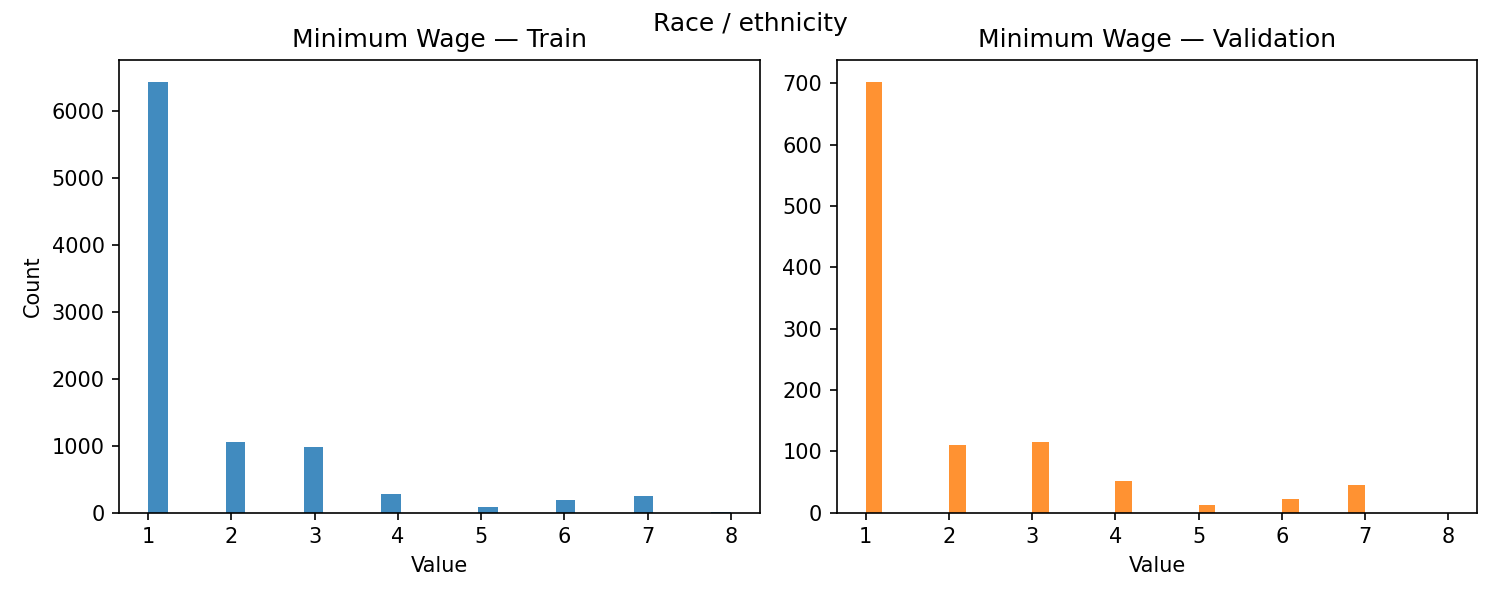 Race / ethnicity
Minimum Wage — Train
Count
6000
5000
4000
3000
2000
1000
0
1 2 3 4 5 6 7 8
Value
Minimum Wage — Validation
700
600
500
400
300
200
100
0
1 2 3 4 5 6 7 8
Value